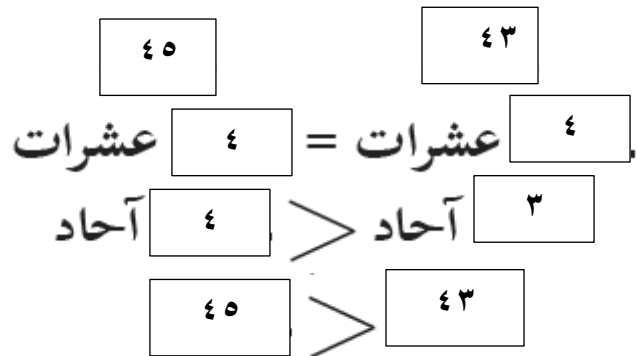 ٤٣ ٤٥
٤ عشرات = ٤ عشرات
٣ آحاد < ٤ آحاد
٤٣ < ٤٥